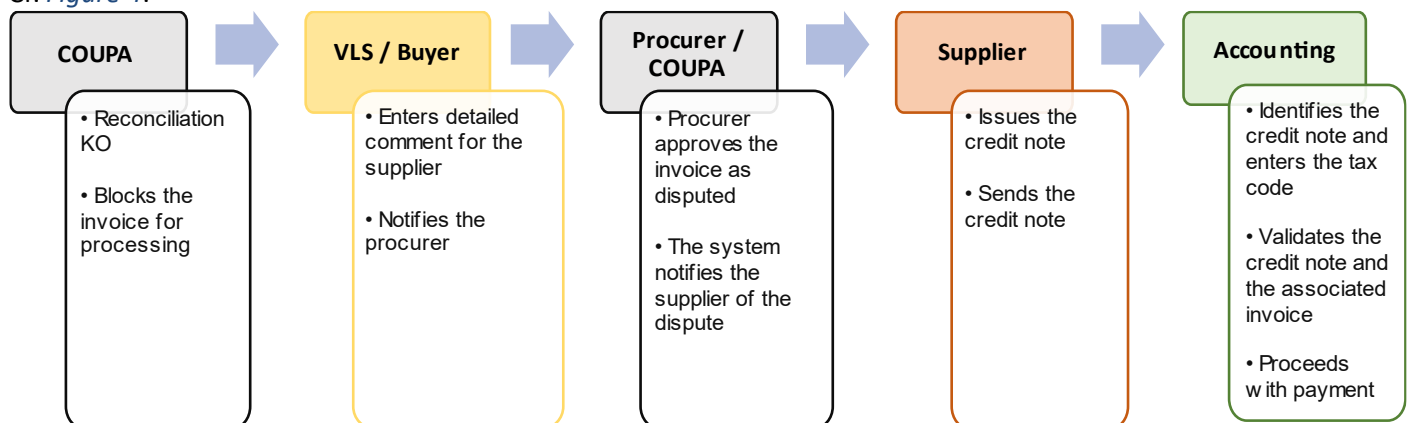 On Figure 4.
COUPA
• Reconciliation
KO
• Blocks the
invoice for
processing
VLS / Buyer
• Enters detailed
comment for the
supplier
• Notifies the
procurer
Procurer /
COUPA
• Procurer
approves the
invoice as
disputed
• The system
notifies the
supplier of the
dispute
Supplier
• Issues the
credit note
• Sends the
credit note
Accounting
• Identifies the
credit note and
enters the tax
code
• Validates the
credit note and
the associated
invoice
• Proceeds
with payment